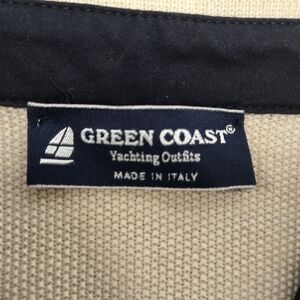 GREEN COAST®
Yachting Outfits
MADE IN ITALY